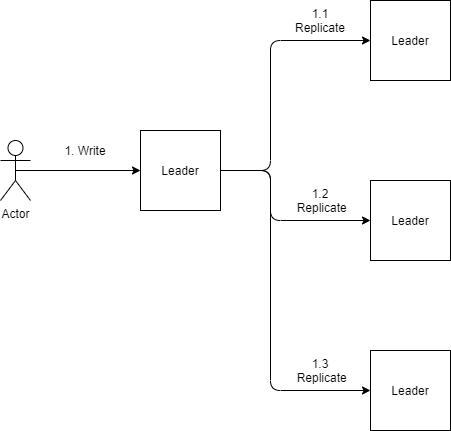 1.1
Replicate
Leader
1. Write
Leader
Actor
1.2
Replicate
Leader
1.3
Replicate
Leader